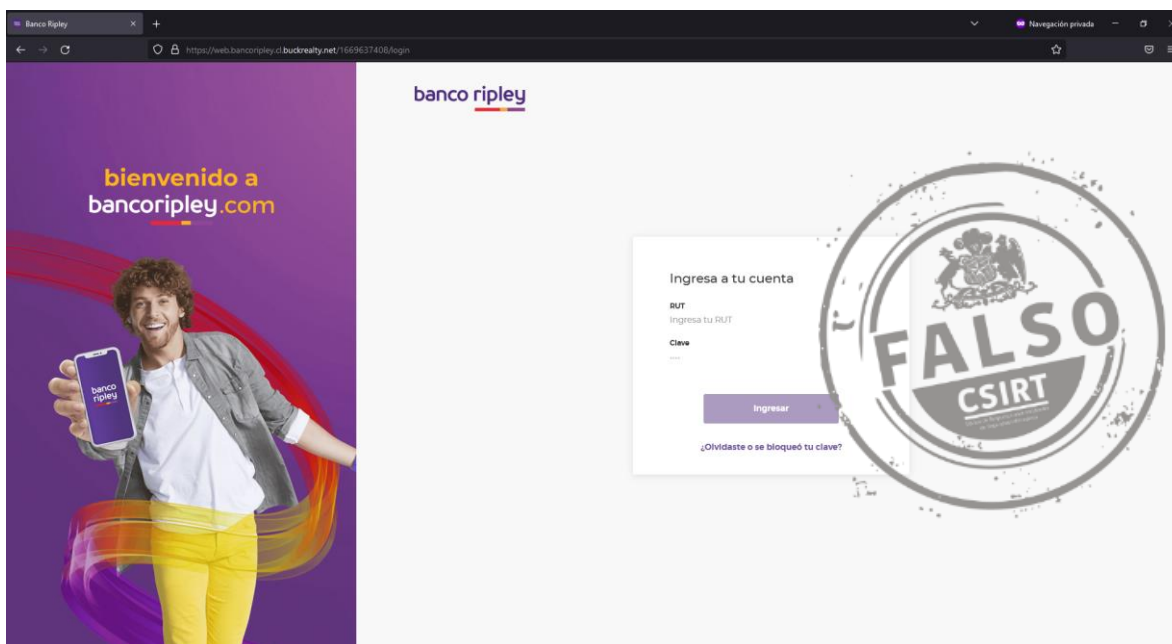 Banco Ripley
Navegación privada
https://web.bancoripley.cl.buckrealty.net/1669637408/login
banco ripley
bienvenido a
bancoripley.com
banco
ripley
Ingresa a tu cuenta
RUT
Ingresa tu RUT
Clave
Ingresar
¿Olvidaste o se bloqueó tu clave?
FALSO
CSIRT